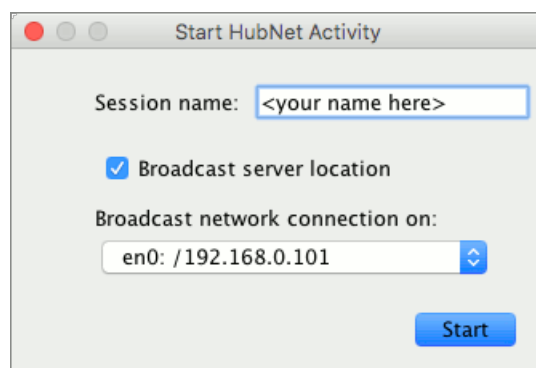 Start HubNet Activity
Session name: <your name here>
Broadcast server location
Broadcast network connection on:
en0: /192.168.0.101
Start